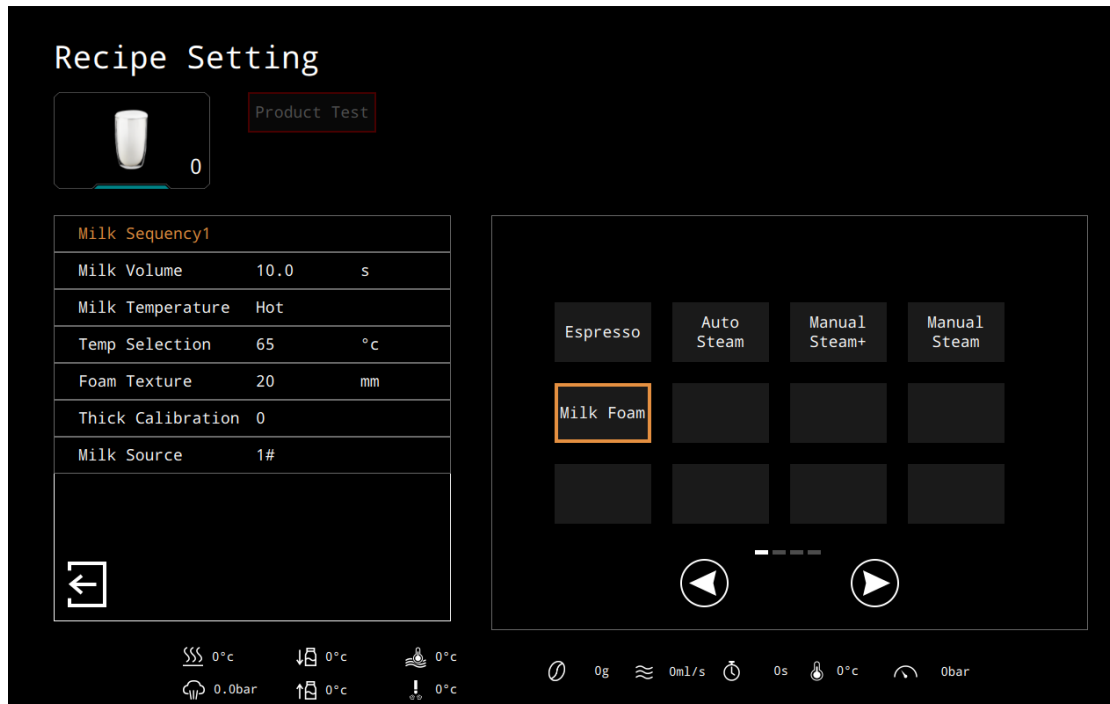 Recipe Setting
Product Test
0
Milk Sequency1
Milk Volume 10.0 s
Milk Temperature Hot
Temp Selection 65 °c
Foam Texture 20 mm
Thick Calibration 0
Milk Source 1#
Espresso
Auto
Steam
Manual
Steam+
Manual
Steam
Milk Foam
0°c 0°c 0°c
0.0bar 0°c 0°c
0g 0ml/s 0s 0°c 0bar